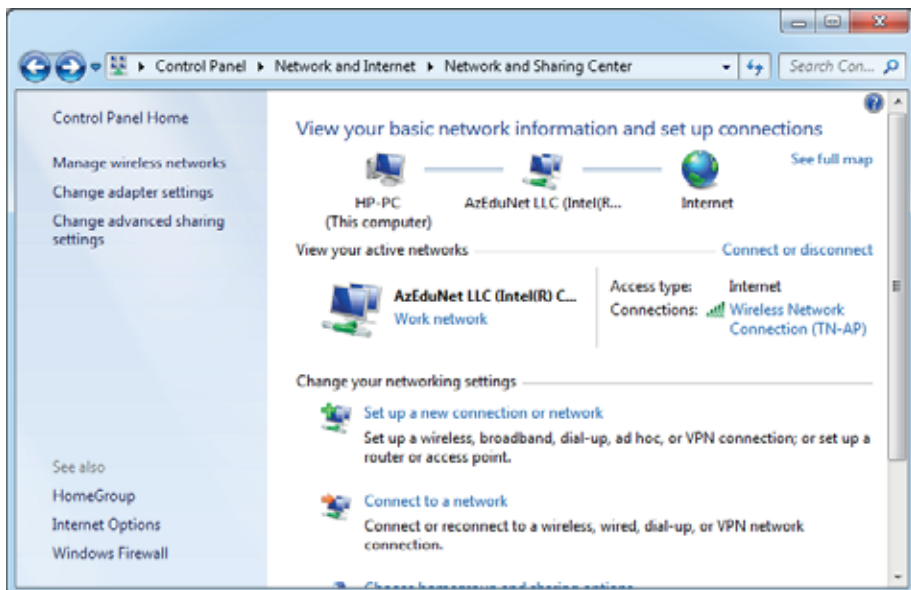 Control Panel ▸ Network and Internet ▸ Network and Sharing Center
Search Con...
Control Panel Home
Manage wireless networks
Change adapter settings
Change advanced sharing
settings
See also
HomeGroup
Internet Options
Windows Firewall
View your basic network information and set up connections
See full map
HP-PC
(This computer)
AzEduNet LLC (Intel(R...
Internet
View your active networks
Connect or disconnect
AzEduNet LLC (Intel(R) C...
Work network
Access type: Internet
Connections: Wireless Network
Connection (TN-AP)
Change your networking settings
Set up a new connection or network
Set up a wireless, broadband, dial-up, ad hoc, or VPN connection; or set up a
router or access point.
Connect to a network
Connect or reconnect to a wireless, wired, dial-up, or VPN network
connection.
Choose homegroup and sharing options